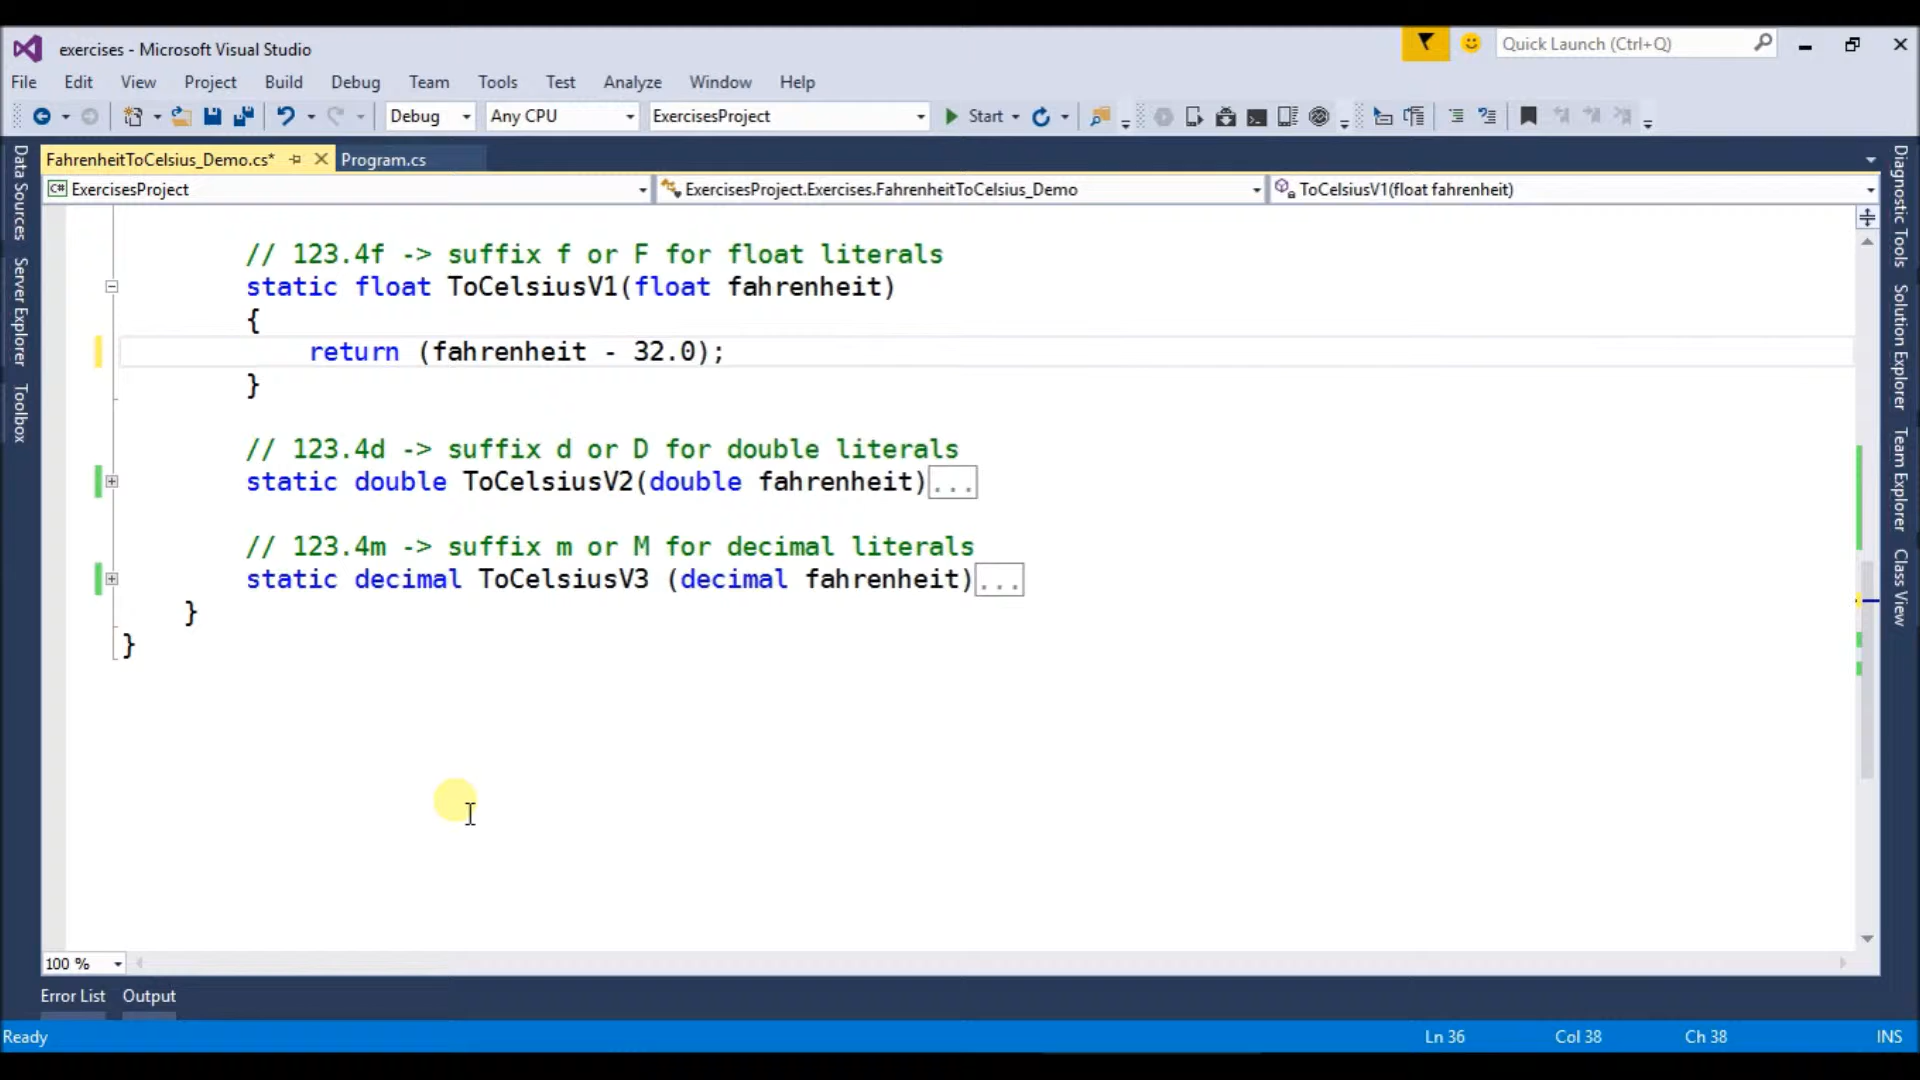 exercises - Microsoft Visual Studio
Quick Launch (Ctrl+Q)
File Edit View Project Build Debug Team Tools Test Analyze Window Help
Debug Any CPU ExercisesProject Start
FahrenheitToCelsius_Demo.cs* Program.cs
C# ExercisesProject ExercisesProject.Exercises.FahrenheitToCelsius_Demo ToCelsiusV1(float fahrenheit)
Data Sources
Server Explorer
Toolbox
// 123.4f -> suffix f or F for float literals
static float ToCelsiusV1(float fahrenheit)
{
return (fahrenheit - 32.0);
}
// 123.4d -> suffix d or D for double literals
static double ToCelsiusV2(double fahrenheit)...
// 123.4m -> suffix m or M for decimal literals
static decimal ToCelsiusV3 (decimal fahrenheit)...
}
}
Diagnostic Tools
Solution Explorer
Team Explorer
Class View
100 %
Error List Output
Ready Ln 36 Col 38 Ch 38 INS